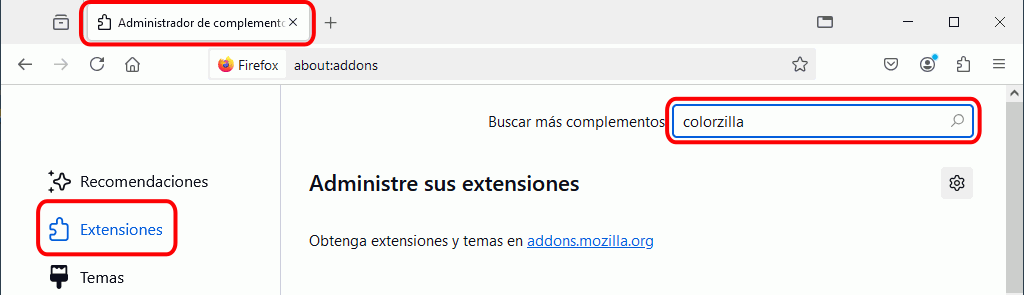 Administrador de complemento
Firefox about:addons
Buscar más complementos colorzilla
Recomendaciones
Administre sus extensiones
Extensiones
Obtenga extensiones y temas en addons.mozilla.org
Temas